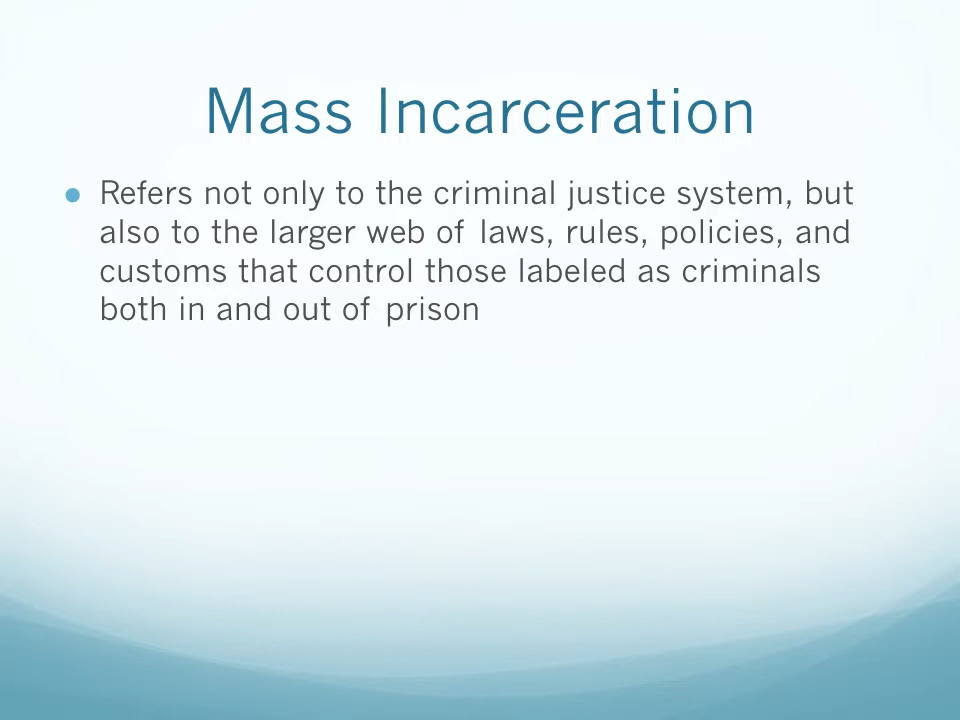 Mass Incarceration
● Refers not only to the criminal justice system, but
also to the larger web of laws, rules, policies, and
customs that control those labeled as criminals
both in and out of prison